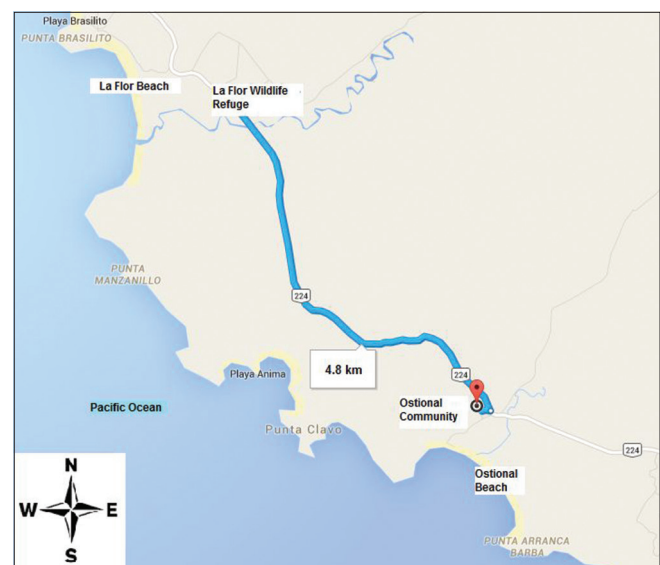 Playa Brasilito
PUNTA BRASILITO
La Flor Beach
La Flor Wildlife
Refuge
PUNTA
MANZANILLO
224
4.8 km
224
Playa Anima
Ostional
Community
Pacific Ocean
Punta Clavo
224
Ostional
Beach
N
W
E
S
PUNTA ARRANCA
BARBA